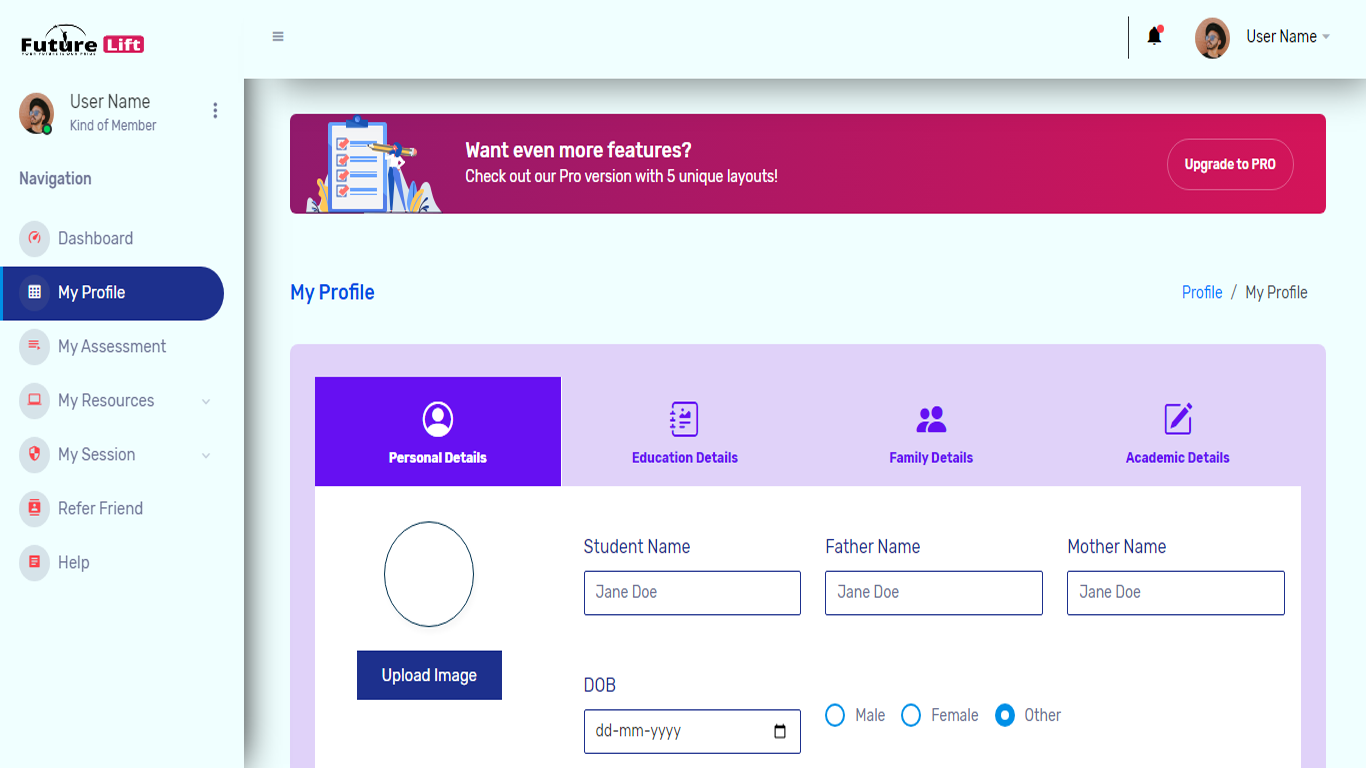 Future Lift
User Name
User Name
Kind of Member
Navigation
Dashboard
My Profile
My Assessment
My Resources
My Session
Refer Friend
Help
Want even more features?
Check out our Pro version with 5 unique layouts!
Upgrade to PRO
My Profile
Profile / My Profile
Personal Details
Education Details
Family Details
Academic Details
Upload Image
Student Name
Jane Doe
Father Name
Jane Doe
Mother Name
Jane Doe
DOB
dd-mm-yyyy
Male
Female
Other